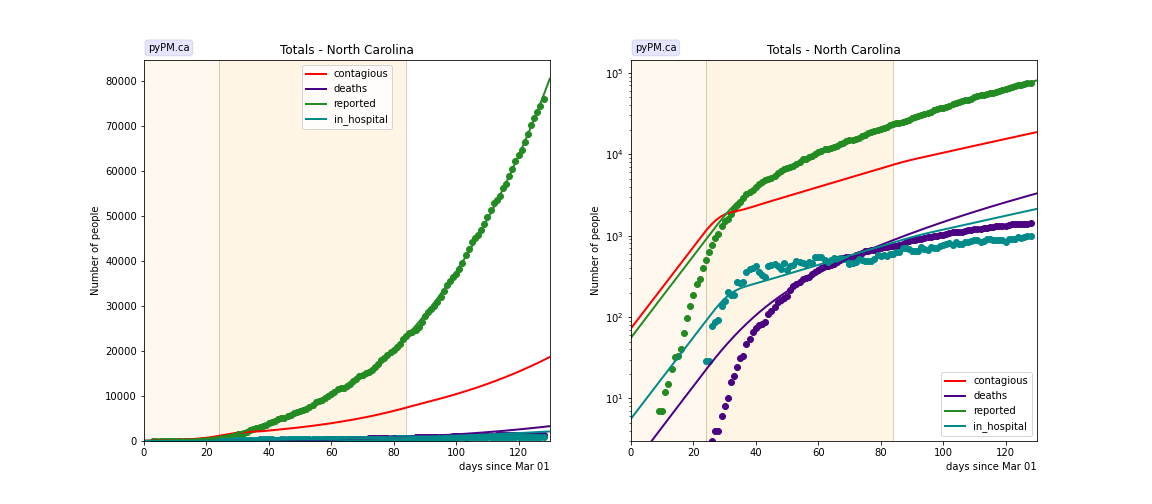 pyPM.ca
Totals - North Carolina
Number of people
80000
70000
60000
50000
40000
30000
20000
10000
0
contagious
deaths
reported
in_hospital
0 20 40 60 80 100 120
days since Mar 01
pyPM.ca
Totals - North Carolina
Number of people
10^5
10^4
10^3
10^2
10^1
contagious
deaths
reported
in_hospital
0 20 40 60 80 100 120
days since Mar 01